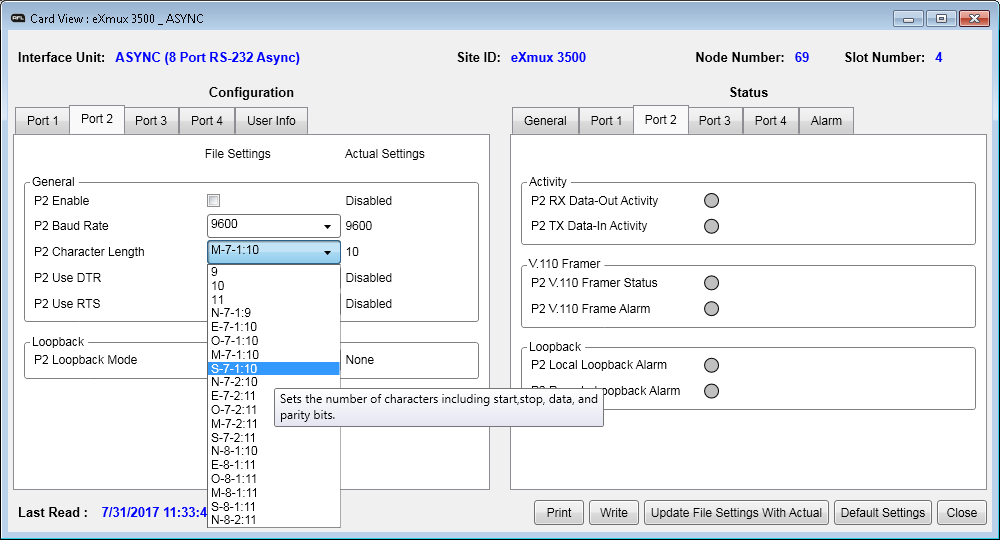 AFL Card View : eXmux 3500 _ ASYNC
Interface Unit: ASYNC (8 Port RS-232 Async) Site ID: eXmux 3500 Node Number: 69 Slot Number: 4
Configuration
Port 1 Port 2 Port 3 Port 4 User Info
File Settings Actual Settings
General
P2 Enable Disabled
P2 Baud Rate 9600 9600
P2 Character Length M-7-1:10 10
P2 Use DTR Disabled
P2 Use RTS Disabled
Loopback
P2 Loopback Mode None
9
10
11
N-7-1:9
E-7-1:10
O-7-1:10
M-7-1:10
S-7-1:10
N-7-2:10
E-7-2:11
O-7-2:11
M-7-2:11
S-7-2:11
N-8-1:10
E-8-1:11
O-8-1:11
M-8-1:11
S-8-1:11
N-8-2:11
Sets the number of characters including start,stop, data, and
parity bits.
Status
General Port 1 Port 2 Port 3 Port 4 Alarm
Activity
P2 RX Data-Out Activity
P2 TX Data-In Activity
V.110 Framer
P2 V.110 Framer Status
P2 V.110 Frame Alarm
Loopback
P2 Local Loopback Alarm
Loopback Alarm
Last Read : 7/31/2017 11:33:4
Print Write Update File Settings With Actual Default Settings Close